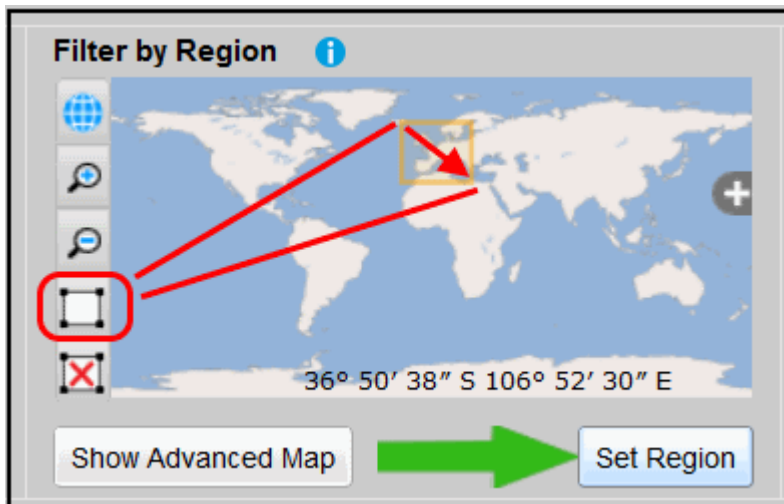 Filter by Region
36° 50′ 38″ S 106° 52′ 30″ E
Show Advanced Map
Set Region